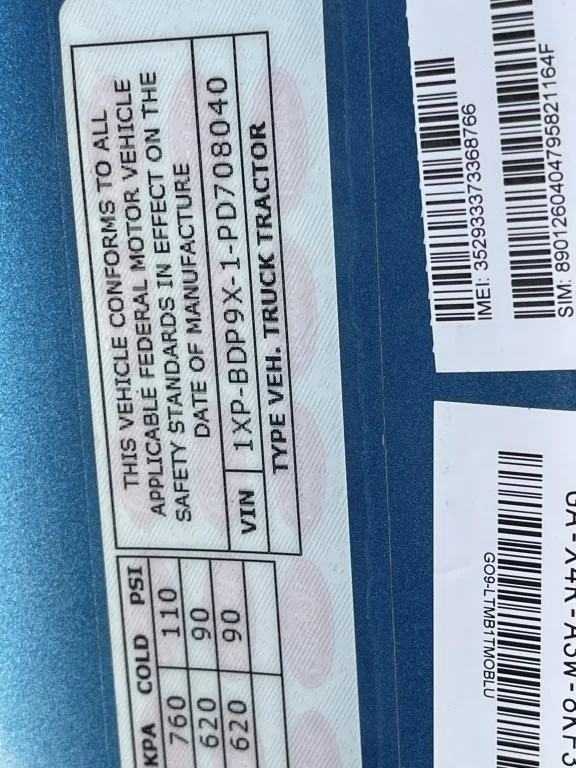 THIS VEHICLE CONFORMS TO ALL
APPLICABLE FEDERAL MOTOR VEHICLE
SAFETY STANDARDS IN EFFECT ON THE
DATE OF MANUFACTURE
VIN 1XP-BDP9X-1-PD708040
TYPE VEH. TRUCK TRACTOR
KPA COLD PSI
760 110
620 90
620 90
IMEI: 352933373368766
SIM: 8901260404795821164F
GO9-LTMB1TMOBLU